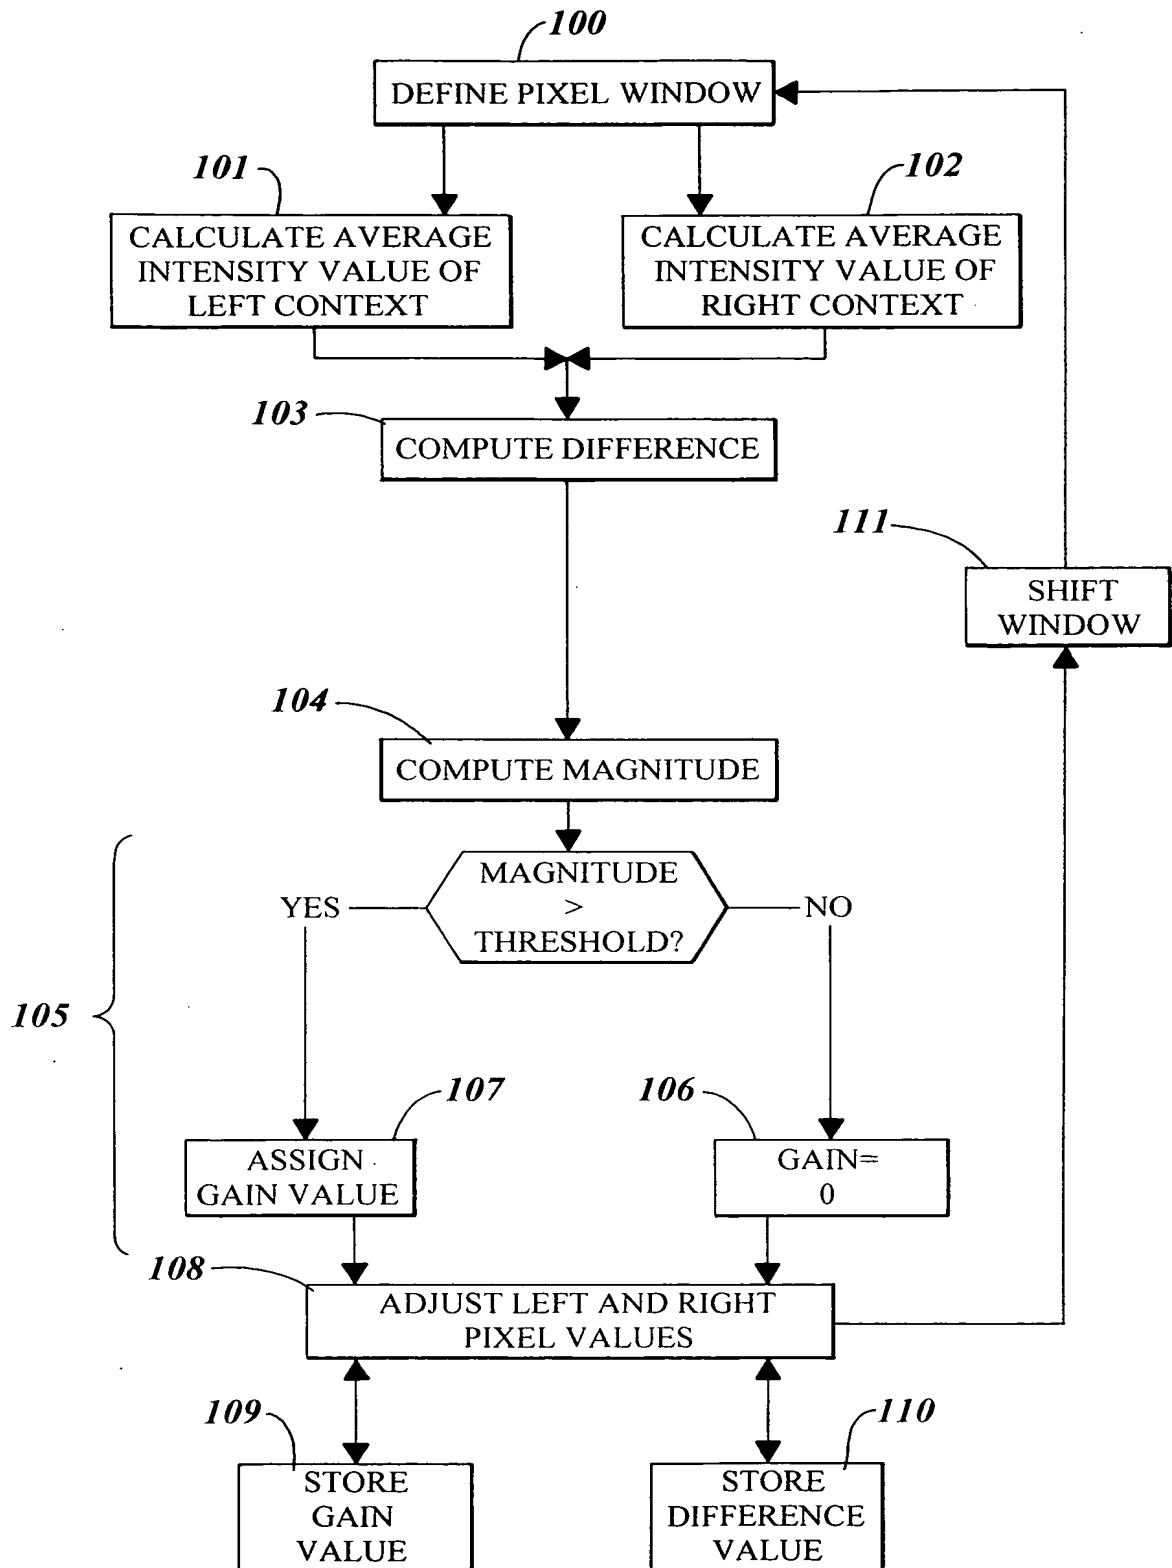 100
DEFINE PIXEL WINDOW
101
102
CALCULATE AVERAGE
INTENSITY VALUE OF
LEFT CONTEXT
CALCULATE AVERAGE
INTENSITY VALUE OF
RIGHT CONTEXT
103
COMPUTE DIFFERENCE
111
SHIFT
WINDOW
104
COMPUTE MAGNITUDE
MAGNITUDE
>
THRESHOLD?
YES
NO
105
107
106
ASSIGN
GAIN VALUE
GAIN=
0
108
ADJUST LEFT AND RIGHT
PIXEL VALUES
109
110
STORE
GAIN
VALUE
STORE
DIFFERENCE
VALUE